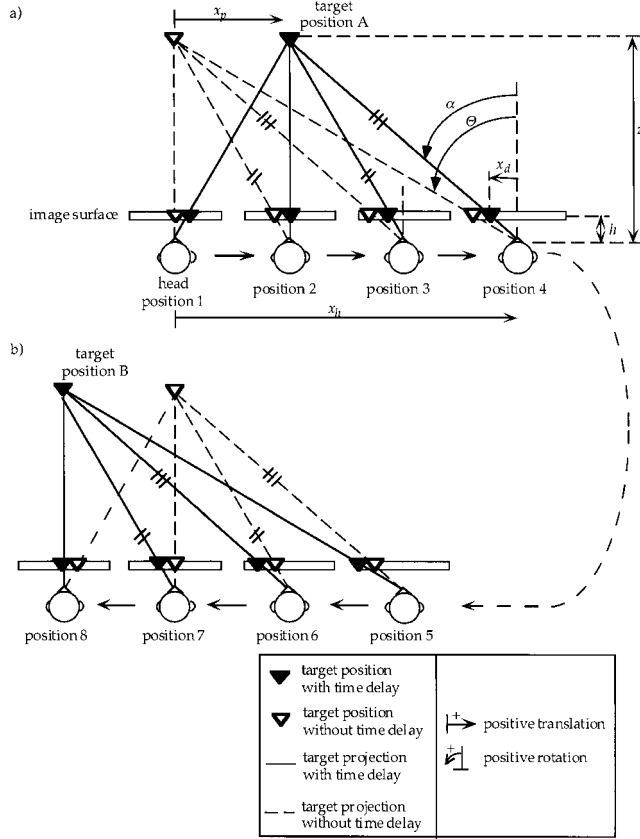 a)
x_p
target
position A
α
Θ
x_d
z
image surface
h
head
position 1
position 2
position 3
position 4
x_h
b)
target
position B
position 8
position 7
position 6
position 5
target position
with time delay
target position
without time delay
target projection
with time delay
target projection
without time delay
+
positive translation
+
positive rotation